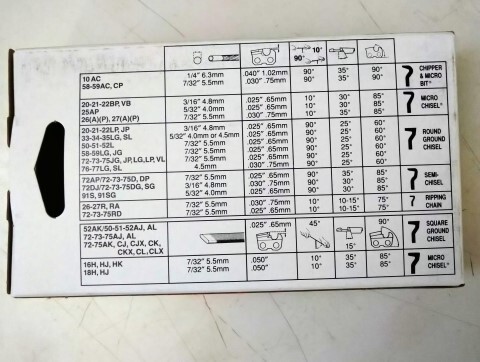 10° 90°
10 AC 1/4" 6.3mm .040" 1.02mm 90° 35° 90° CHIPPER
58-59AC, CP 7/32" 5.5mm .030" .75mm 90° 35° 90° & MICRO
BIT®
20-21-22BP, VB 3/16" 4.8mm .025" .65mm 10° 30° 85° MICRO
25AP 5/32" 4.0mm .025" .65mm 10° 30° 85° CHISEL®
26(A)(P), 27(A)(P) 7/32" 5.5mm .030" .75mm 10° 35° 85°
20-21-22LP, JP 3/16" 4.8mm .025" .65mm 90° 25° 60° ROUND
33-34-35LG, SL 5/32" 4.0mm or 4.5mm .025" .65mm 90° 25° 60° GROUND
50-51-52L 7/32" 5.5mm .025" .65mm 90° 25° 60° CHISEL
58-59LG, JG 7/32" 5.5mm .030" .75mm 90° 25° 60°
72-73-75JG, JP,LG,LP, VL 7/32" 5.5mm .025" .65mm 90° 25° 60°
76-77LG, SL 4.5mm .025" .65mm 90° 25° 60°
72AP/72-73-75D, DP 7/32" 5.5mm .030" .75mm 90° 35° 85° SEMI-
72DJ/72-73-75DG, SG 3/16" 4.8mm .025" .65mm 90° 35° 85° CHISEL
91S, 91SG 5/32" 4.0mm .025" .65mm 90° 30° 85°
26-27R, RA 7/32" 5.5mm .030" .75mm 10° 10-15° 75° RIPPING
72-73-75RD 7/32" 5.5mm .025" .65mm 10° 10-15° 75° CHAIN
52AK/50-51-52AJ, AL .025" .65mm 45° 90° SQUARE
72-73-75AJ, AL GROUND
72-75AK, CJ, CJX, CK, 15° CHISEL
CKX, CL, CLX
16H, HJ, HK 7/32" 5.5mm .050" 10° 35° 85° MICRO
18H, HJ 7/32" 5.5mm .050" 10° 35° 85° CHISEL®